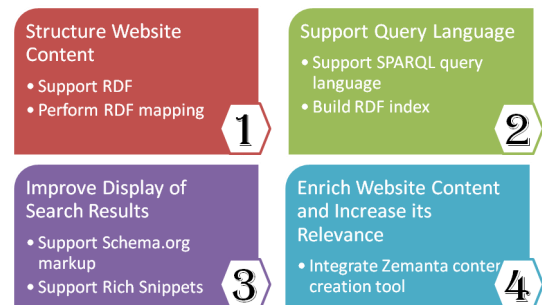 Structure Website
Content
• Support RDF
• Perform RDF mapping
1
Support Query Language
• Support SPARQL query
language
• Build RDF index
2
Improve Display of
Search Results
• Support Schema.org
markup
• Support Rich Snippets
3
Enrich Website Content
and Increase its
Relevance
• Integrate Zemanta
creation tool
4